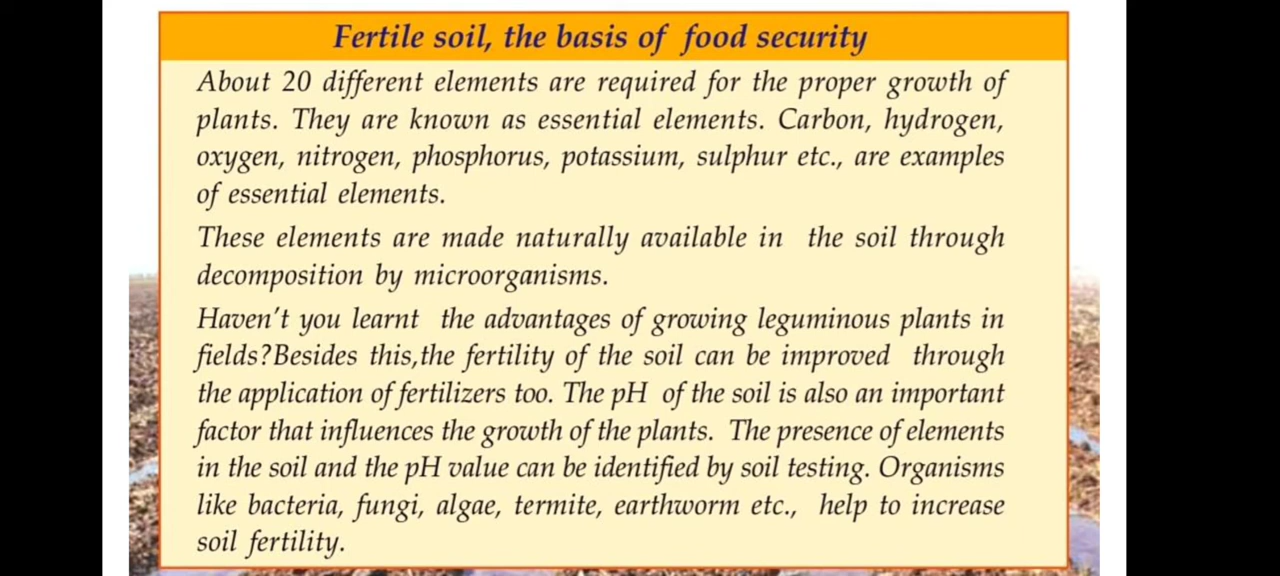 Fertile soil, the basis of food security
About 20 different elements are required for the proper growth of
plants. They are known as essential elements. Carbon, hydrogen,
oxygen, nitrogen, phosphorus, potassium, sulphur etc., are examples
of essential elements.
These elements are made naturally available in the soil through
decomposition by microorganisms.
Haven't you learnt the advantages of growing leguminous plants in
fields?Besides this,the fertility of the soil can be improved through
the application of fertilizers too. The pH of the soil is also an important
factor that influences the growth of the plants. The presence of elements
in the soil and the pH value can be identified by soil testing. Organisms
like bacteria, fungi, algae, termite, earthworm etc., help to increase
soil fertility.